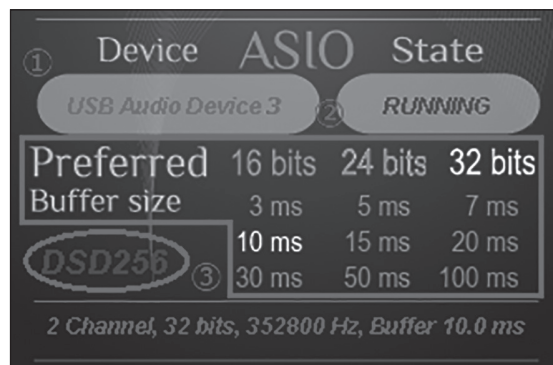 Device ASIO State
① USB Audio Device 3 ② RUNNING
Preferred 16 bits 24 bits 32 bits
Buffer size 3 ms 5 ms 7 ms
10 ms 15 ms 20 ms
DSD256 ③ 30 ms 50 ms 100 ms
2 Channel, 32 bits, 352800 Hz, Buffer 10.0 ms